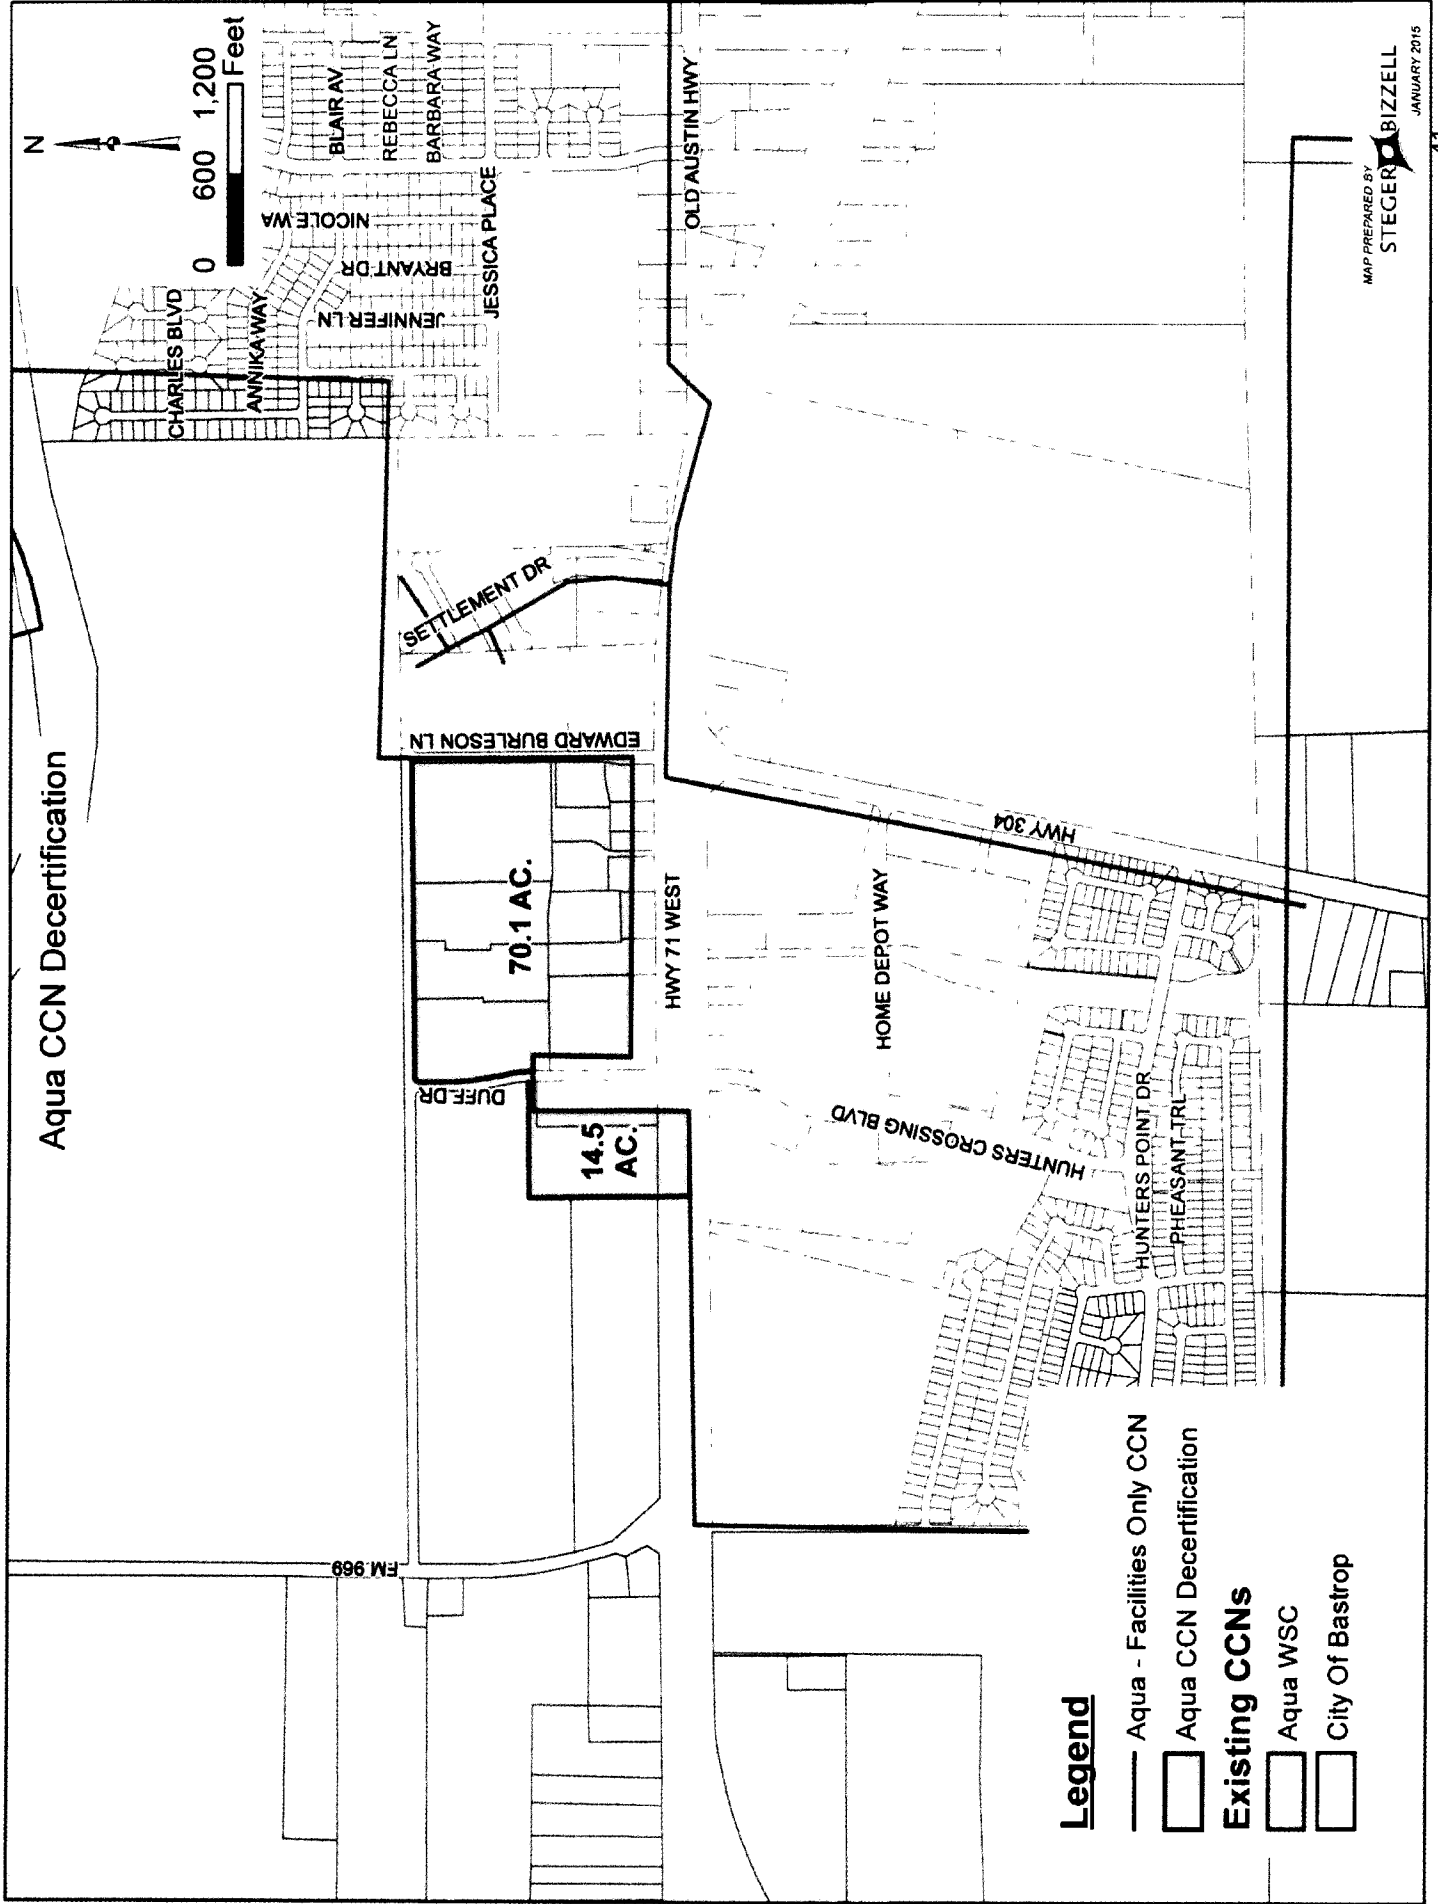 Aqua CCN Decertification
N
0 600 1,200
Feet
CHARLES BLVD
ANNIKA WAY
NICOLE WA
BLAIR AV
REBECCA LN
BARBARA WAY
BRYANT DR
JENNIFER LN
JESSICA PLACE
SETTLEMENT DR
OLD AUSTIN HWY
EDWARD BURLESON LN
70.1 AC.
DUFF DR
14.5
AC.
FM 969
HWY 71 WEST
HOME DEPOT WAY
HWY 304
HUNTERS CROSSING BLVD
HUNTERS POINT DR
PHEASANT TRL
Legend
Aqua - Facilities Only CCN
Aqua CCN Decertification
Existing CCNs
Aqua WSC
City Of Bastrop
MAP PREPARED BY
STEGER BIZZELL
JANUARY 2015